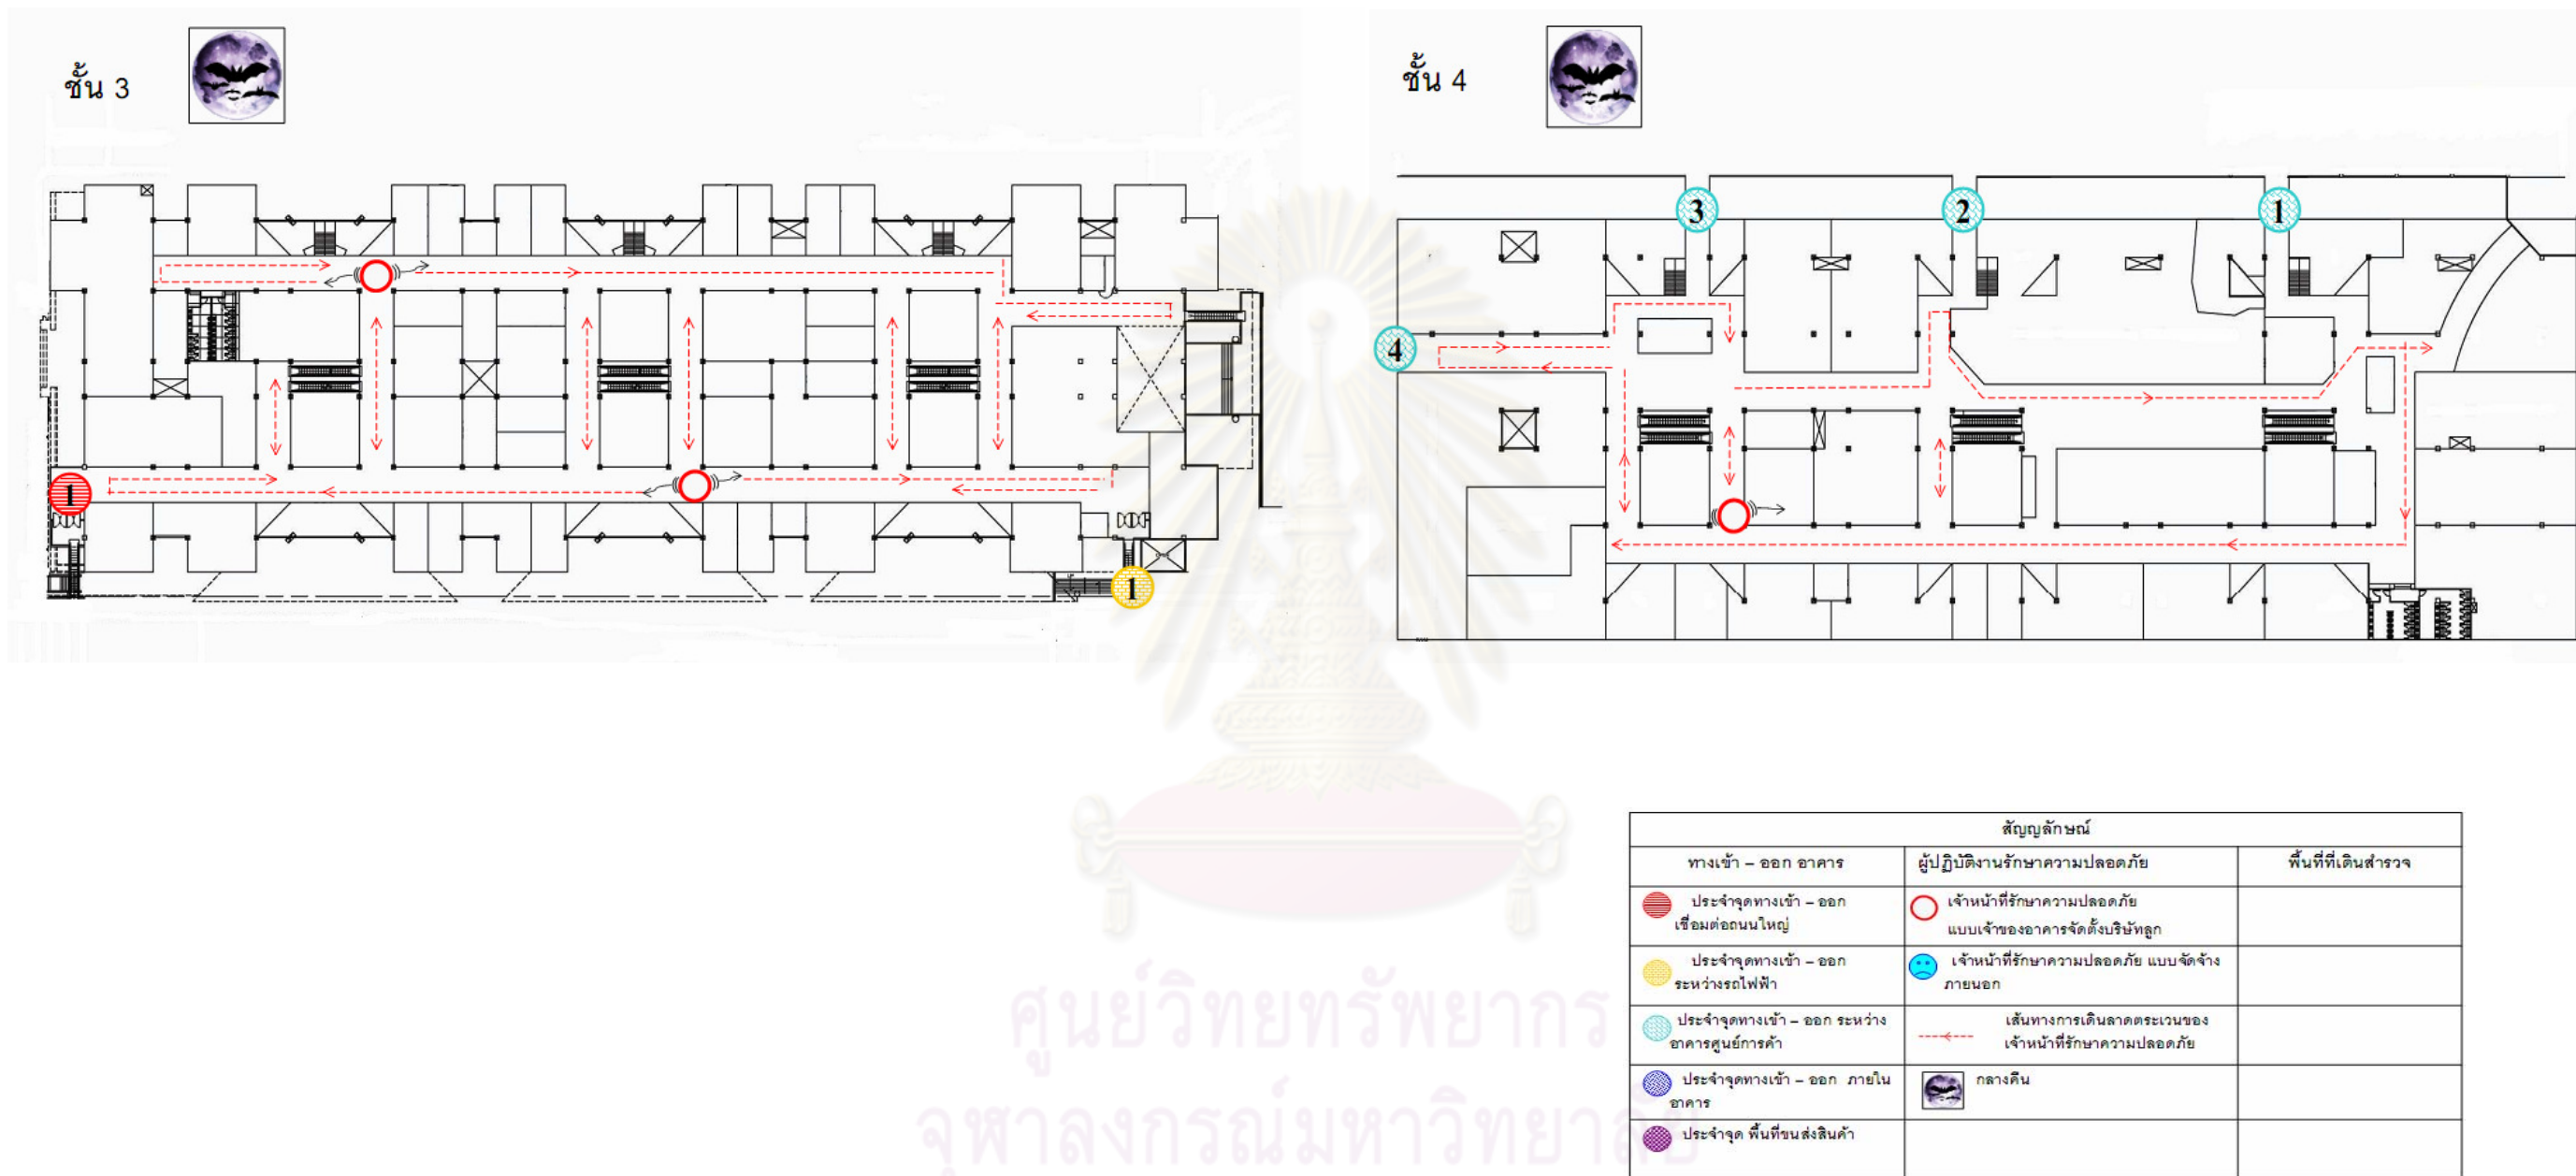 ชั้น 3
ชั้น 4
3
2
1
4
1
1
สัญญลักษณ์
ทางเข้า – ออก อาคาร
ผู้ปฏิบัติงานรักษาความปลอดภัย
พื้นที่ที่เดินสำรวจ
ประจำจุดทางเข้า – ออก
เชื่อมต่อถนนใหญ่
เจ้าหน้าที่รักษาความปลอดภัย
แบบเจ้าของอาคารจัดตั้งบริษัทลูก
ประจำจุดทางเข้า – ออก
ระหว่างรถไฟฟ้า
เจ้าหน้าที่รักษาความปลอดภัย แบบจัดจ้าง
ภายนอก
ประจำจุดทางเข้า – ออก ระหว่าง
อาคารศูนย์การค้า
เส้นทางการเดินลาดตระเวนของ
เจ้าหน้าที่รักษาความปลอดภัย
ประจำจุดทางเข้า – ออก ภายใน
อาคาร
กลางคืน
ประจำจุด พื้นที่ขนส่งสินค้า
ศูนย์วิทยทรัพยากร
จุฬาลงกรณ์มหาวิทยาลัย